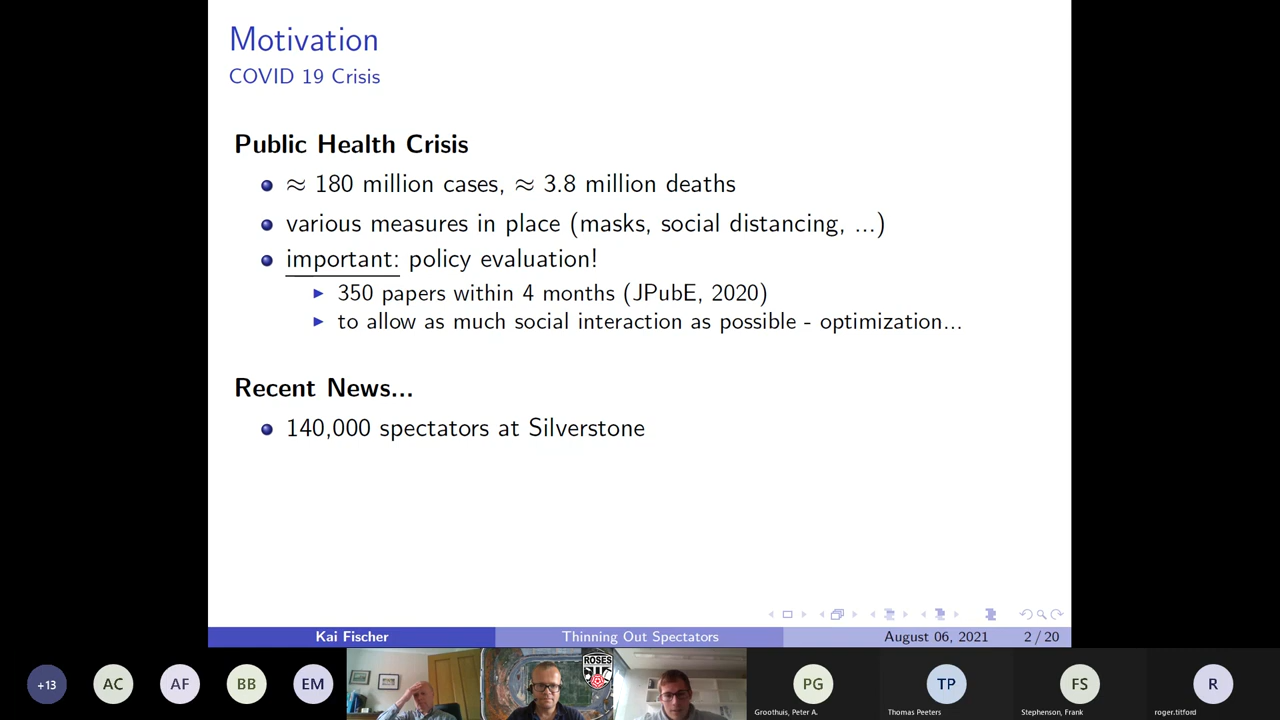 Motivation
COVID 19 Crisis
Public Health Crisis
≈ 180 million cases, ≈ 3.8 million deaths
various measures in place (masks, social distancing, ...)
important: policy evaluation!
350 papers within 4 months (JPubE, 2020)
to allow as much social interaction as possible - optimization...
Recent News...
140,000 spectators at Silverstone
Kai Fischer Thinning Out Spectators August 06, 2021 2 / 20
ROSES
+13 AC AF BB EM PG TP FS R
Groothuis, Peter A. Thomas Peeters Stephenson, Frank roger.titford